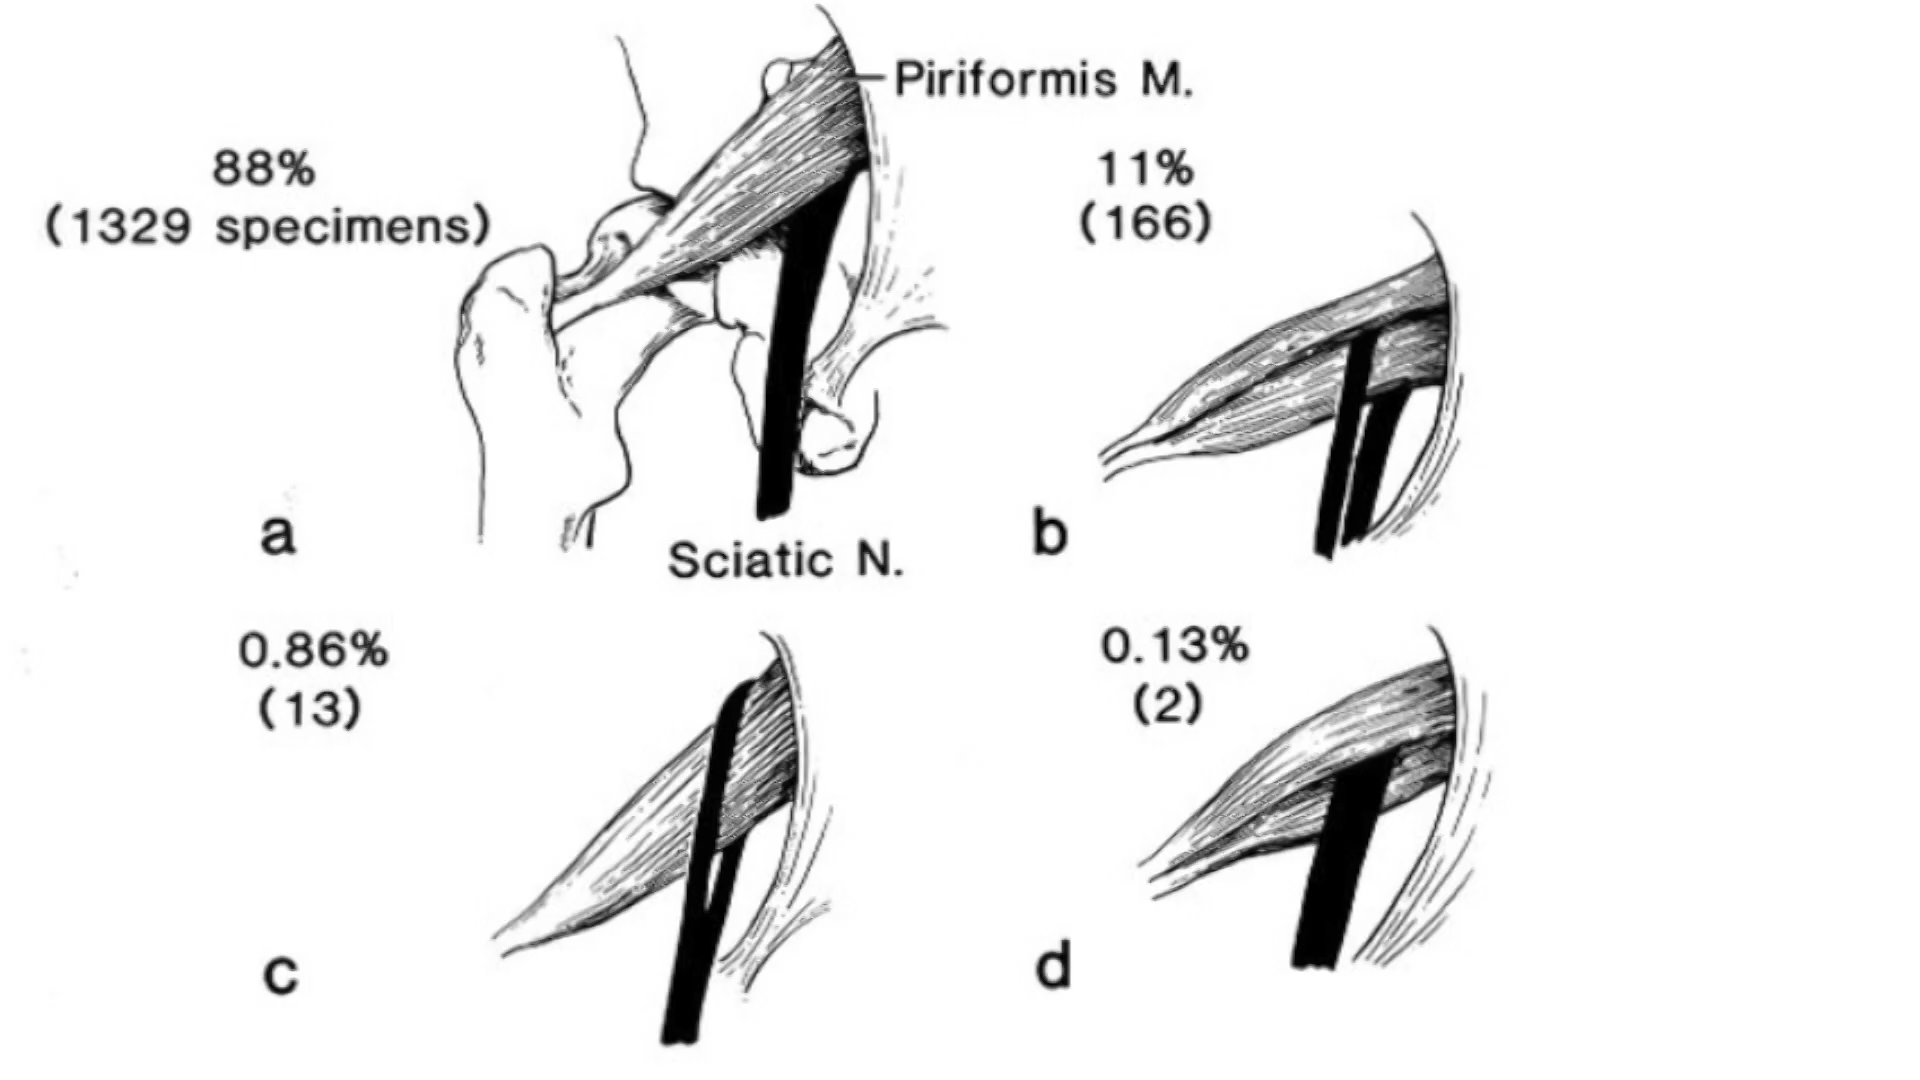 Piriformis M.
88%
(1329 specimens)
11%
(166)
a
b
Sciatic N.
0.86%
(13)
0.13%
(2)
c
d